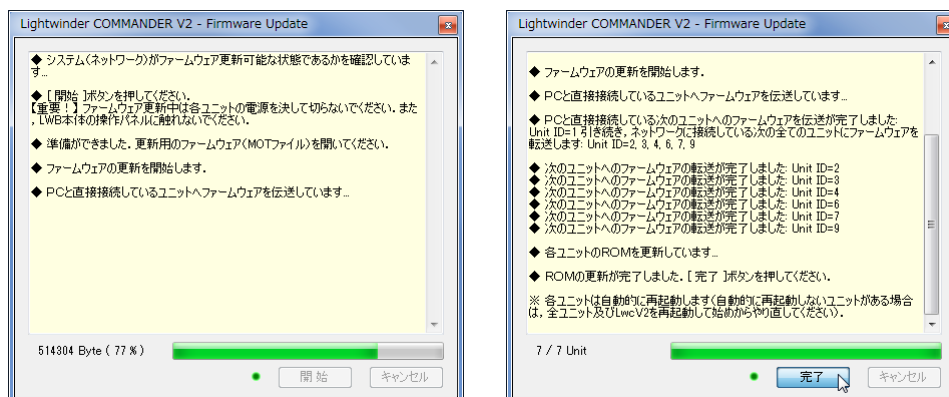 Lightwinder COMMANDER V2 - Firmware Update
◆ システム(ネットワーク)がファームウェア更新可能な状態であるかを確認していま
す...
◆ [ 開始 ]ボタンを押してください。
【重要！】ファームウェア更新中は各ユニットの電源を決して切らないでください. また
, LWB本体の操作パネルに触れないでください.
◆ 準備ができました. 更新用のファームウェア(MOTファイル)を開いてください.
◆ ファームウェアの更新を開始します.
◆ PCと直接接続しているユニットへファームウェアを伝送しています...
514304 Byte ( 77 % )
開 始
キャンセル
Lightwinder COMMANDER V2 - Firmware Update
◆ ファームウェアの更新を開始します.
◆ PCと直接接続しているユニットへファームウェアを伝送しています...
◆ PCと直接接続している次のユニットへのファームウェアを伝送が完了しました:
Unit ID=1 引き続き, ネットワークに接続している次の全てのユニットにファームウェアを
転送します: Unit ID=2, 3, 4, 6, 7, 9
◆ 次のユニットへのファームウェアの転送が完了しました: Unit ID=2
◆ 次のユニットへのファームウェアの転送が完了しました: Unit ID=3
◆ 次のユニットへのファームウェアの転送が完了しました: Unit ID=4
◆ 次のユニットへのファームウェアの転送が完了しました: Unit ID=6
◆ 次のユニットへのファームウェアの転送が完了しました: Unit ID=7
◆ 次のユニットへのファームウェアの転送が完了しました: Unit ID=9
◆ 各ユニットのROMを更新しています...
◆ ROMの更新が完了しました. [ 完了 ]ボタンを押してください.
※ 各ユニットは自動的に再起動します(自動的に再起動しないユニットがある場合
は, 全ユニット及びLwcV2を再起動して始めからやり直してください).
7 / 7 Unit
完了
キャンセル